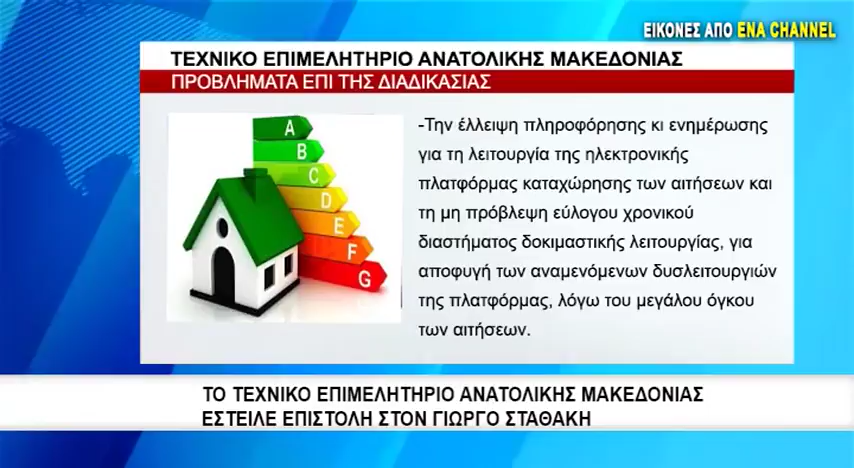 ΕΙΚΟΝΕΣ ΑΠΟ ΕΝΑ CHANNEL
ΤΕΧΝΙΚΟ ΕΠΙΜΕΛΗΤΗΡΙΟ ΑΝΑΤΟΛΙΚΗΣ ΜΑΚΕΔΟΝΙΑΣ
ΠΡΟΒΛΗΜΑΤΑ ΕΠΙ ΤΗΣ ΔΙΑΔΙΚΑΣΙΑΣ
A
B
C
D
E
F
G
-Την έλλειψη πληροφόρησης κι ενημέρωσης
για τη λειτουργία της ηλεκτρονικής
πλατφόρμας καταχώρησης των αιτήσεων και
τη μη πρόβλεψη εύλογου χρονικού
διαστήματος δοκιμαστικής λειτουργίας, για
αποφυγή των αναμενόμενων δυσλειτουργιών
της πλατφόρμας, λόγω του μεγάλου όγκου
των αιτήσεων.
ΤΟ ΤΕΧΝΙΚΟ ΕΠΙΜΕΛΗΤΗΡΙΟ ΑΝΑΤΟΛΙΚΗΣ ΜΑΚΕΔΟΝΙΑΣ
ΕΣΤΕΙΛΕ ΕΠΙΣΤΟΛΗ ΣΤΟΝ ΓΙΩΡΓΟ ΣΤΑΘΑΚΗ